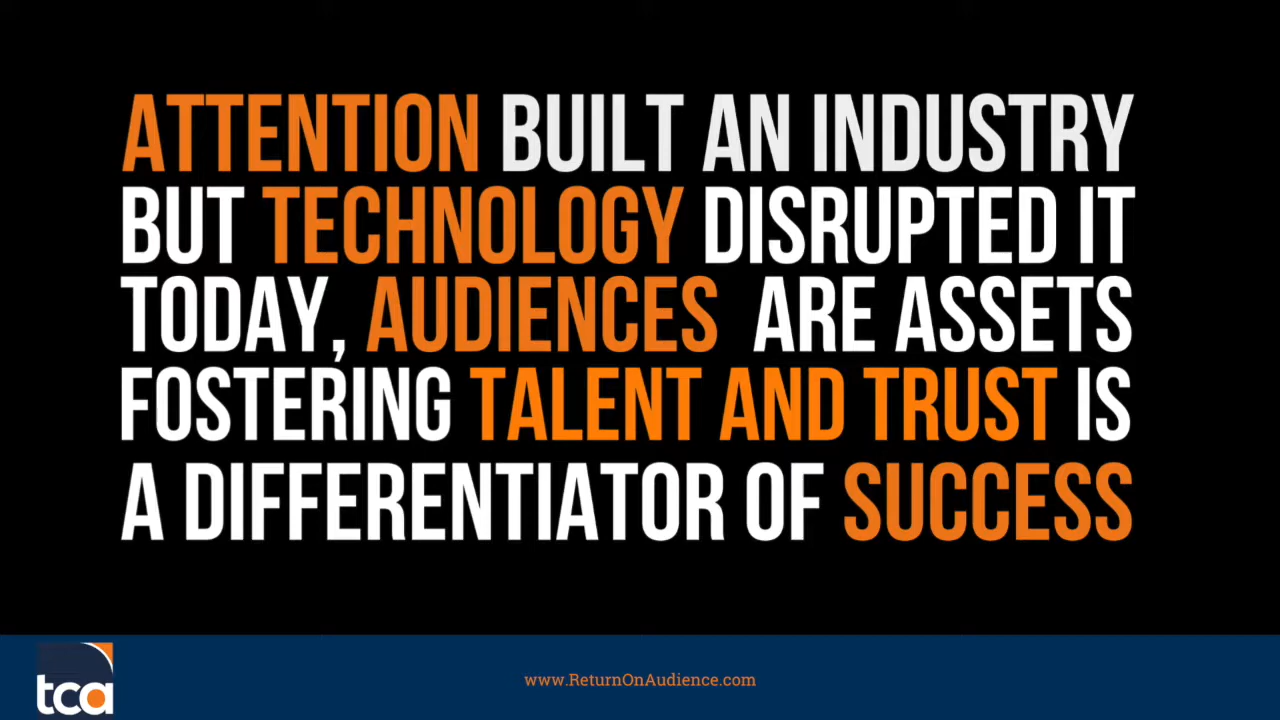 ATTENTION BUILT AN INDUSTRY
BUT TECHNOLOGY DISRUPTED IT
TODAY, AUDIENCES ARE ASSETS
FOSTERING TALENT AND TRUST IS
A DIFFERENTIATOR OF SUCCESS
tca
www.ReturnOnAudience.com